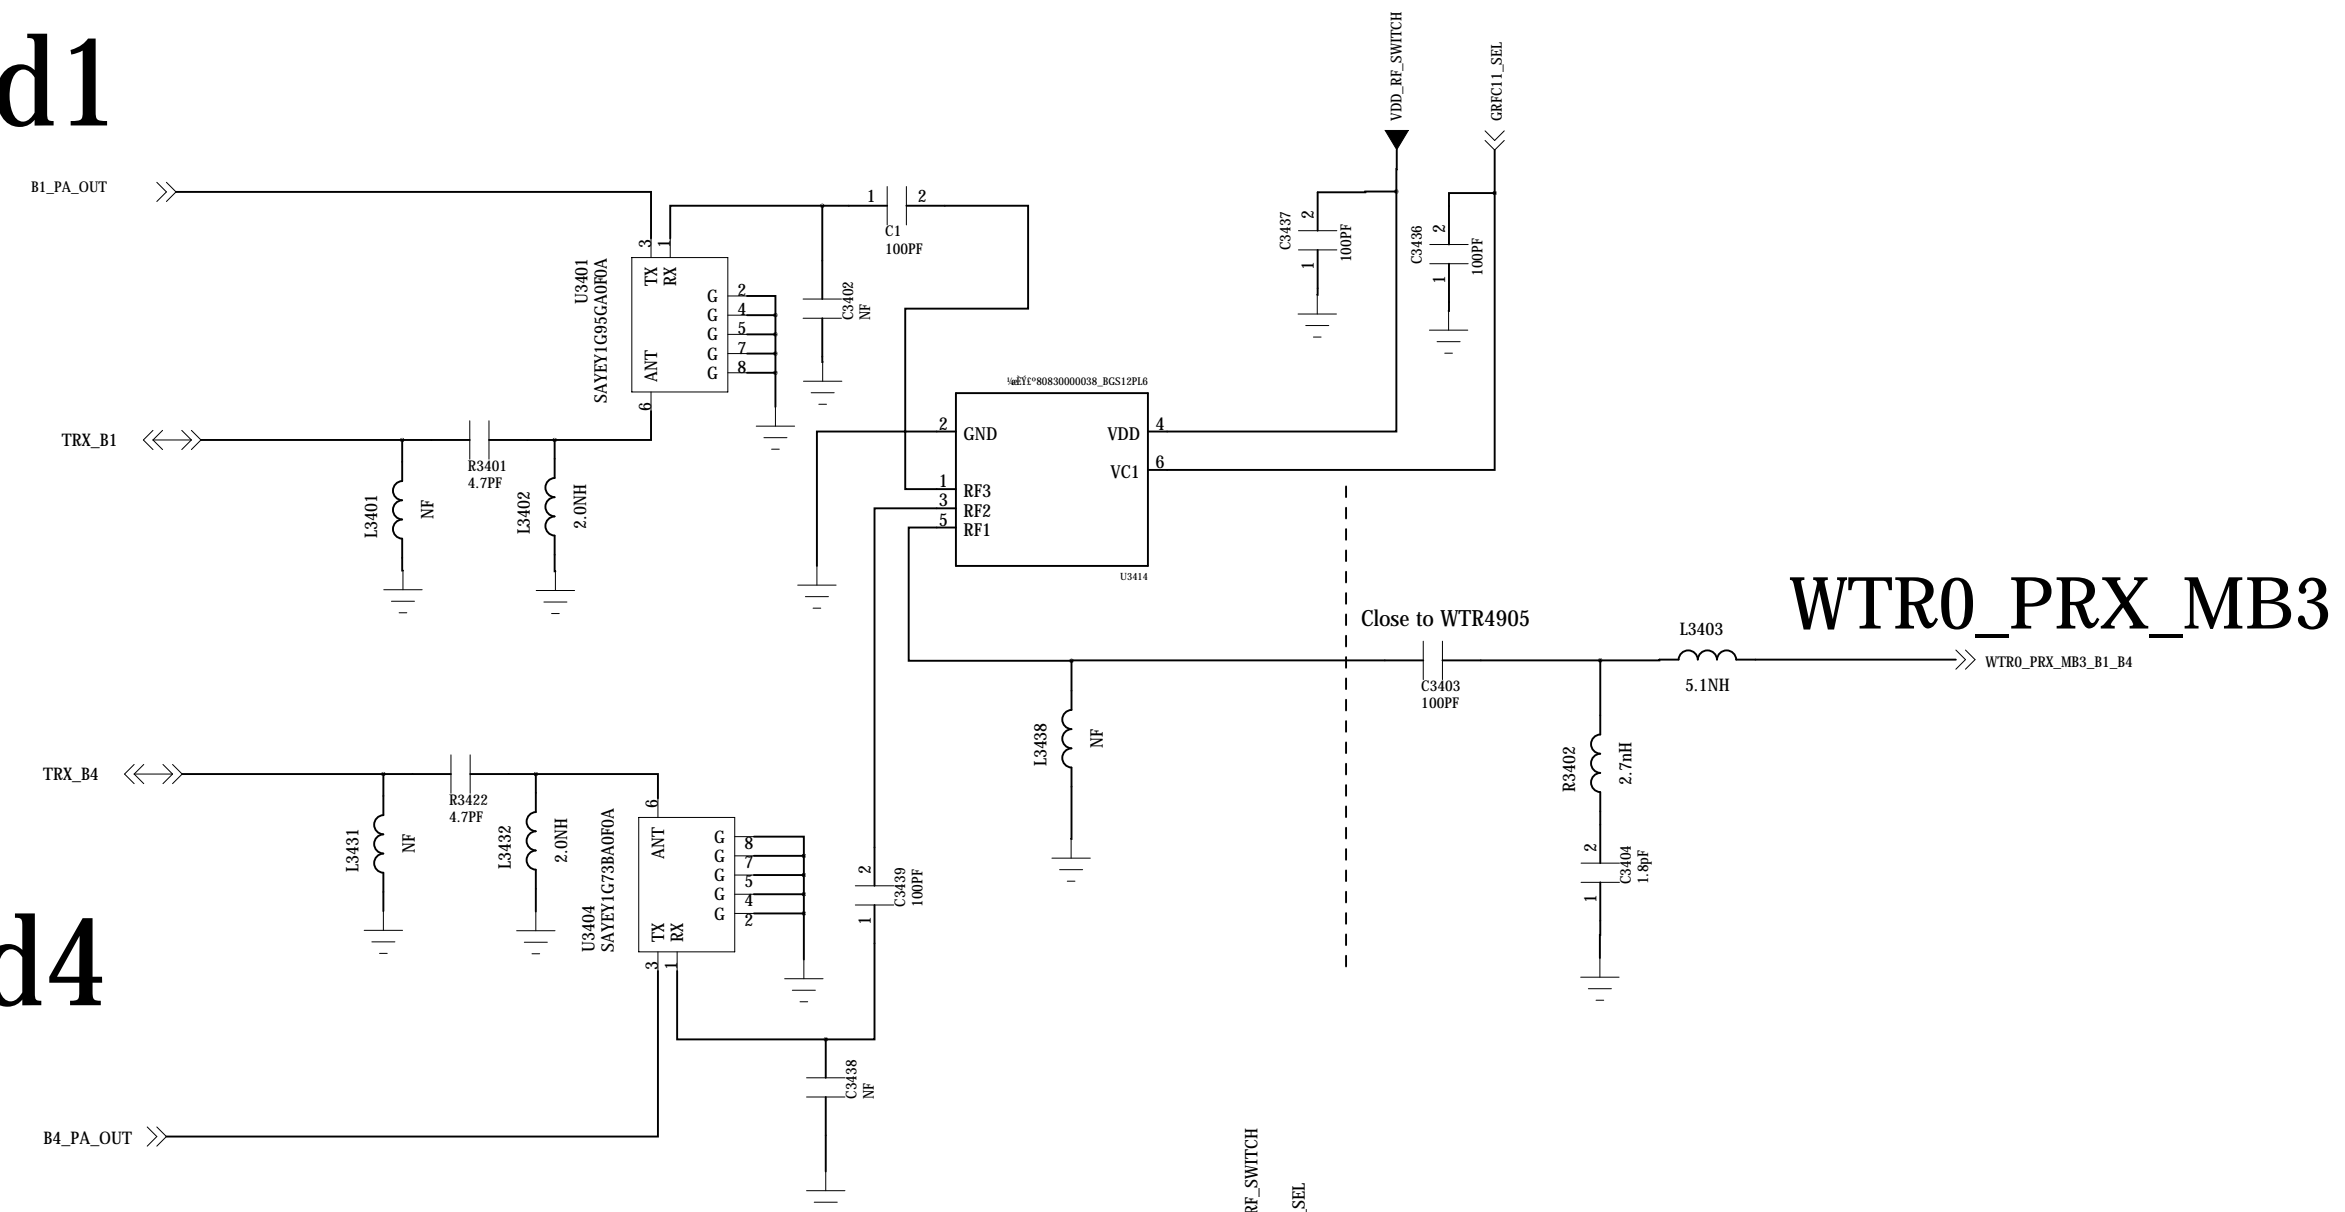 d1
VDD_RF_SWITCH
GRFC11_SEL
B1_PA_OUT
1
2
C1
100PF
3
1
U3401
SAYEY1G95GA0F0A
TX
RX
G
2
G
4
G
5
G
7
G
8
ANT
6
C3402
NF
C3437
2
1
100PF
C3436
2
1
100PF
80830000038_BGS12PL6
2
GND
VDD
4
VC1
6
1
RF3
3
RF2
5
RF1
U3414
TRX_B1
R3401
4.7PF
L3401
NF
L3402
2.0NH
WTR0_PRX_MB3
Close to WTR4905
L3403
5.1NH
WTR0_PRX_MB3_B1_B4
C3403
100PF
L3438
NF
R3402
2.7nH
2
1
C3404
1.8pF
TRX_B4
R3422
4.7PF
L3431
NF
L3432
2.0NH
6
ANT
U3404
SAYEY1G73BA0F0A
G
8
G
7
G
5
G
4
G
2
TX
RX
3
1
2
1
C3439
100PF
d4
C3438
NF
B4_PA_OUT
RF_SWITCH
_SEL